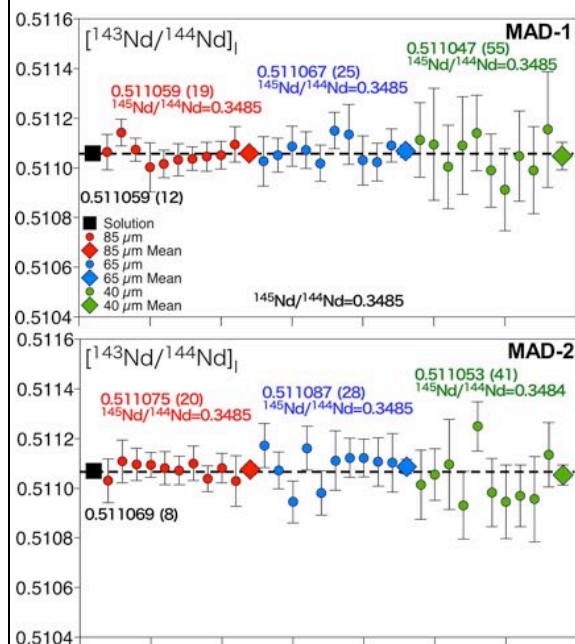 0.5116
[¹⁴³Nd/¹⁴⁴Nd]I
MAD-1
0.511047 (55)
¹⁴⁵Nd/¹⁴⁴Nd=0.3485
0.511067 (25)
¹⁴⁵Nd/¹⁴⁴Nd=0.3485
0.511059 (19)
¹⁴⁵Nd/¹⁴⁴Nd=0.3485
0.5114
0.5112
0.5110
0.511059 (12)
0.5108
Solution
85 µm
85 µm Mean
65 µm
65 µm Mean
40 µm
40 µm Mean
0.5106
¹⁴⁵Nd/¹⁴⁴Nd=0.3485
0.5104
0.5116
[¹⁴³Nd/¹⁴⁴Nd]I
MAD-2
0.511053 (41)
¹⁴⁵Nd/¹⁴⁴Nd=0.3484
0.511087 (28)
¹⁴⁵Nd/¹⁴⁴Nd=0.3485
0.511075 (20)
¹⁴⁵Nd/¹⁴⁴Nd=0.3485
0.5114
0.5112
0.5110
0.511069 (8)
0.5108
0.5106
0.5104